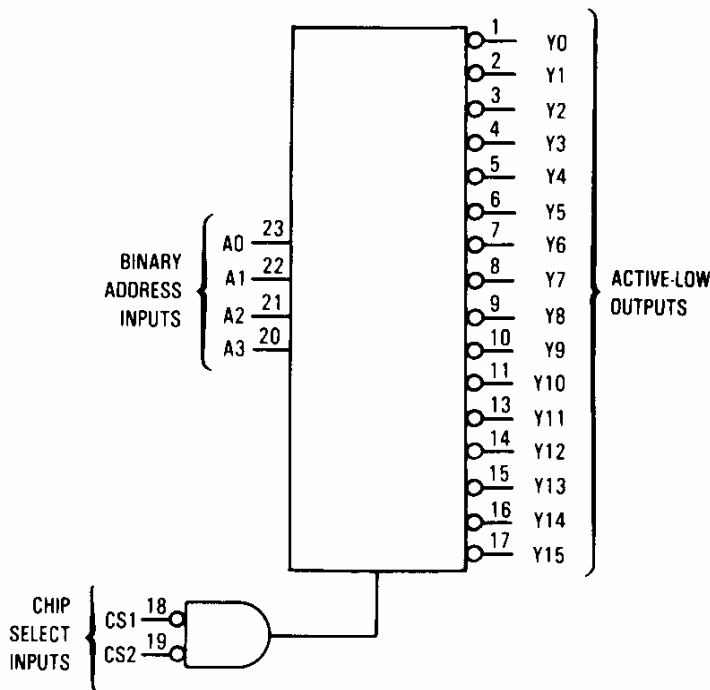 1 Y0
2 Y1
3 Y2
4 Y3
5 Y4
6 Y5
7 Y6
8 Y7
9 Y8
10 Y9
11 Y10
13 Y11
14 Y12
15 Y13
16 Y14
17 Y15
ACTIVE-LOW
OUTPUTS
BINARY
ADDRESS
INPUTS
A0 23
A1 22
A2 21
A3 20
CHIP
SELECT
INPUTS
CS1 18
CS2 19